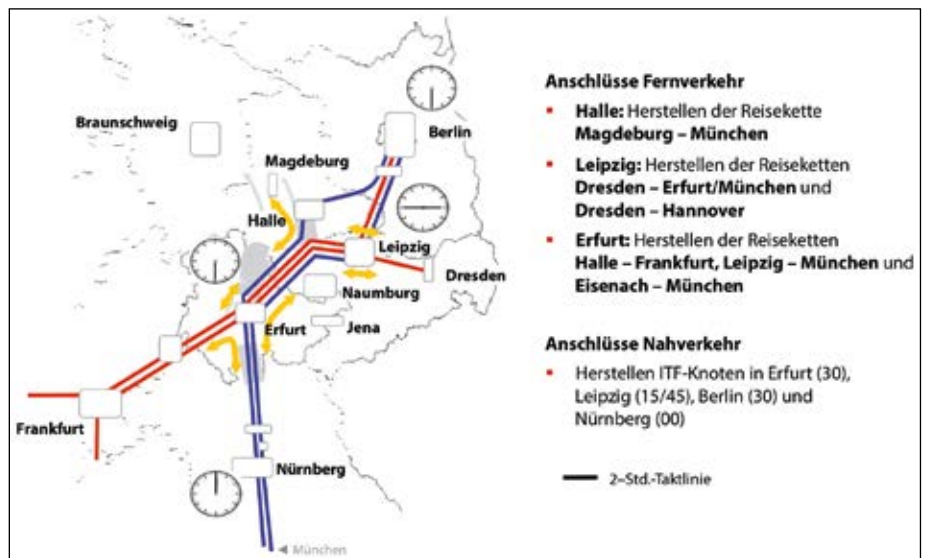 Braunschweig
Berlin
Magdeburg
Halle
Leipzig
Dresden
Naumburg
Erfurt
Jena
Frankfurt
Nürnberg
München
Anschlüsse Fernverkehr
Halle: Herstellen der Reisekette
Magdeburg – München
Leipzig: Herstellen der Reiseketten
Dresden – Erfurt/München und
Dresden – Hannover
Erfurt: Herstellen der Reiseketten
Halle – Frankfurt, Leipzig – München und
Eisenach – München
Anschlüsse Nahverkehr
Herstellen ITF-Knoten in Erfurt (30),
Leipzig (15/45), Berlin (30) und
Nürnberg (00)
2–Std.-Taktlinie